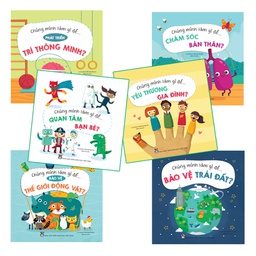 Chúng mình làm gì để...
PHÁT TRIỂN
TRÍ THÔNG MINH?
Chúng mình làm gì để...
CHĂM SÓC
BẢN THÂN?
Chúng mình làm gì để...
QUAN TÂM
BẠN BÈ?
Chúng mình làm gì để...
YÊU THƯƠNG
GIA ĐÌNH?
Chúng mình làm gì để...
BẢO VỆ
THẾ GIỚI ĐỘNG VẬT?
Chúng mình làm gì để...
BẢO VỆ TRÁI ĐẤT?